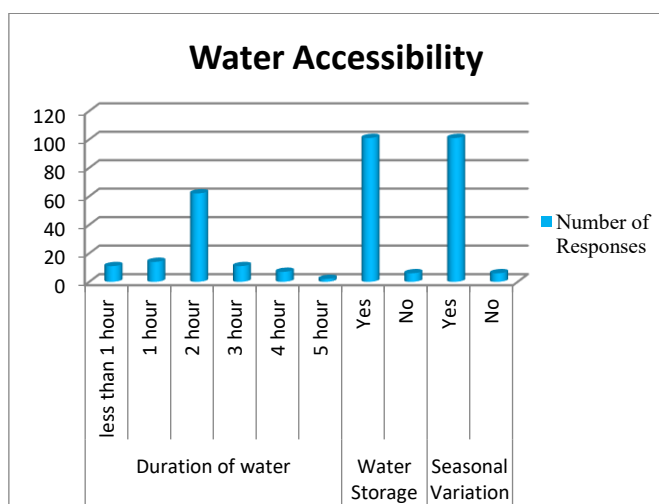 Water Accessibility
120
100
80
60
40
20
0
Number of
Responses
less than 1 hour
1 hour
2 hour
3 hour
4 hour
5 hour
Yes
No
Yes
No
Duration of water
Water
Storage
Seasonal
Variation